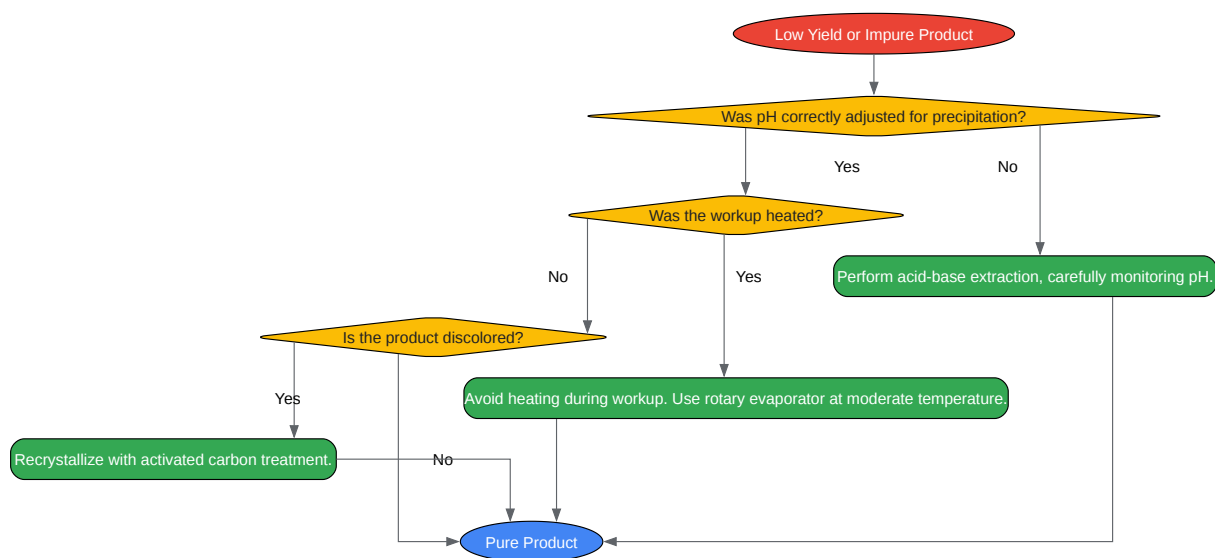 Low Yield or Impure Product
Was pH correctly adjusted for precipitation?
Yes
No
Was the workup heated?
No
Yes
Perform acid-base extraction, carefully monitoring pH.
Is the product discolored?
Yes
Avoid heating during workup. Use rotary evaporator at moderate temperature.
Recrystallize with activated carbon treatment.
No
Pure Product